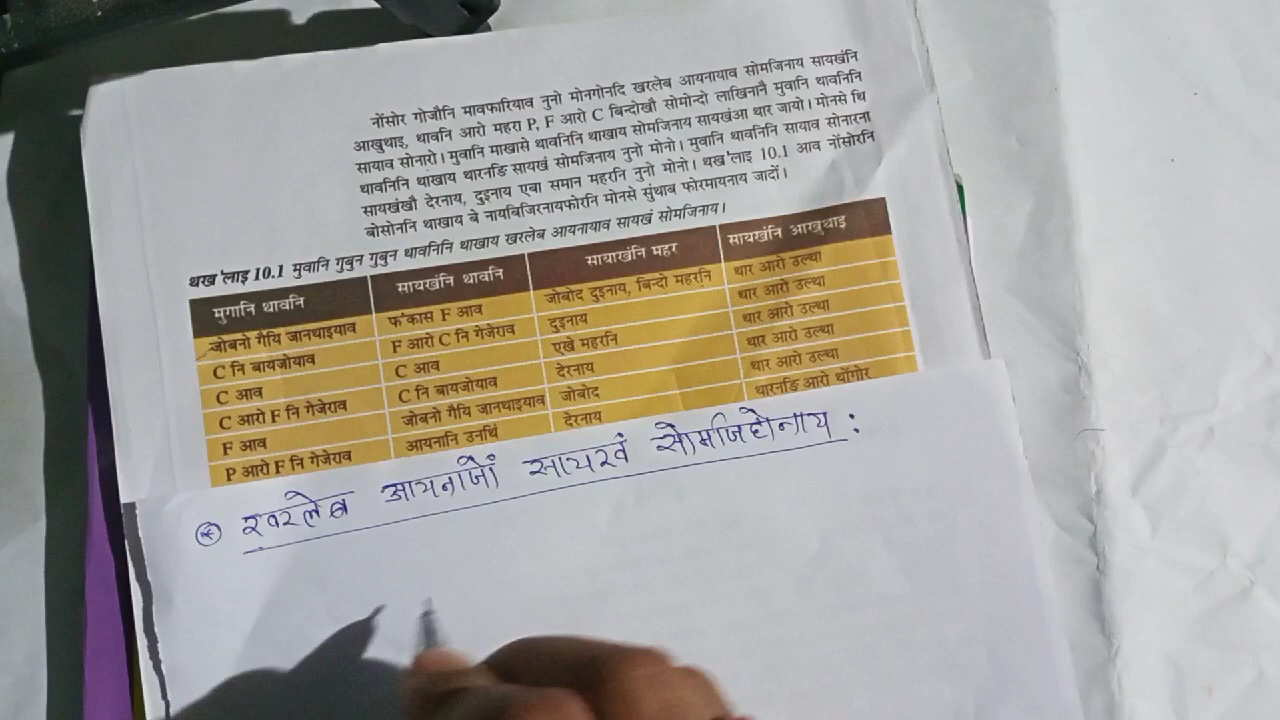 नोंसोर गोजौनि मावफारियाव नुनो मोनगोनदि खरलेब आयनायाव सोमजिनाय सायखंनि
आखुथाइ, थावनि आरो महरा P, F आरो C बिन्दोखौ सोमोन्दो लाखिनानै मुवानि थावनिनि
सायाव सोनारो। मुवानि माखासे थावनिनि थाखाय सोमजिनाय सायखंआ थार जायो। मोनसे थि
थावनिनि थाखाय थारनङि सायखं सोमजिनाय नुनो मोनो। मुवानि थावनिनि सायाव सोनारना
सायखंखौ देरनाय, दुइनाय एबा समान महरनि नुनो मोनो। थख'लाइ 10.1 आव नोंसोरनि
बोसोननि थाखाय बे नायबिजिरनायफोरनि मोनसे सुंथाब फोरमायनाय जादों।
थख'लाइ 10.1 मुवानि गुबुन गुबुन थावनिनि थाखाय खरलेब आयनायाव सायखं सोमजिनाय।
मुगानि थावनि सायखंनि थावनि सायाखंनि महर सायखंनि आखुथाइ
जोबनो गैयि जानथाइयाव फ'कास F आव जोबोद दुइनाय, बिन्दो महरनि थार आरो उल्था
C नि बायजोयाव F आरो C नि गेजेराव दुइनाय थार आरो उल्था
C आव C आव एखे महरनि थार आरो उल्था
C आरो F नि गेजेराव C नि बायजोयाव देरनाय थार आरो उल्था
F आव जोबनो गैयि जानथाइयाव जोबोद थार आरो उल्था
P आरो F नि गेजेराव आयनानि उनथिं देरनाय थारनङि आरो थोंगोर
खरलेब आयनाजों सायखं सोमजिहोनाय :